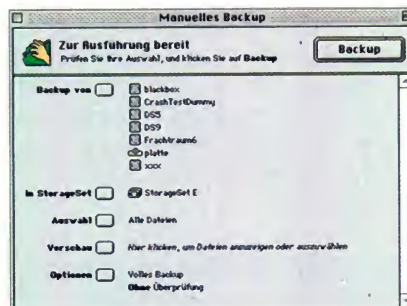 Manuelles Backup
Zur Ausführung bereit
Prüfen Sie Ihre Auswahl, und klicken Sie auf Backup
Backup
Backup von
blackbox
CrashTestDummy
DS5
DS9
Frachtraum6
platte
xxx
In StorageSet
StorageSet E
Auswahl
Alle Dateien
Vorschau
Hier klicken, um Dateien anzuzeigen oder auszuwählen
Optionen
Volles Backup
Ohne Überprüfung